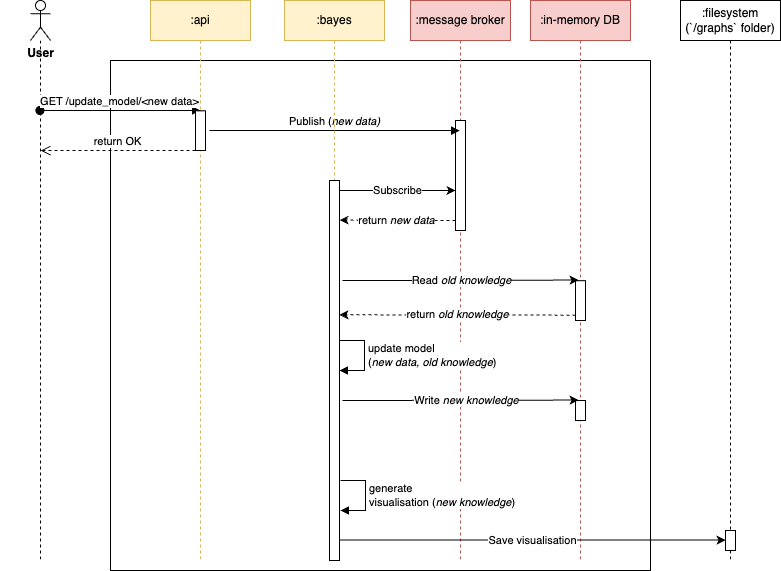 User
:api
:bayes
:message broker
:in-memory DB
:filesystem
(`/graphs` folder)
GET /update_model/<new data>
Publish (new data)
return OK
Subscribe
return new data
Read old knowledge
return old knowledge
update model
(new data, old knowledge)
Write new knowledge
generate
visualisation (new knowledge)
Save visualisation